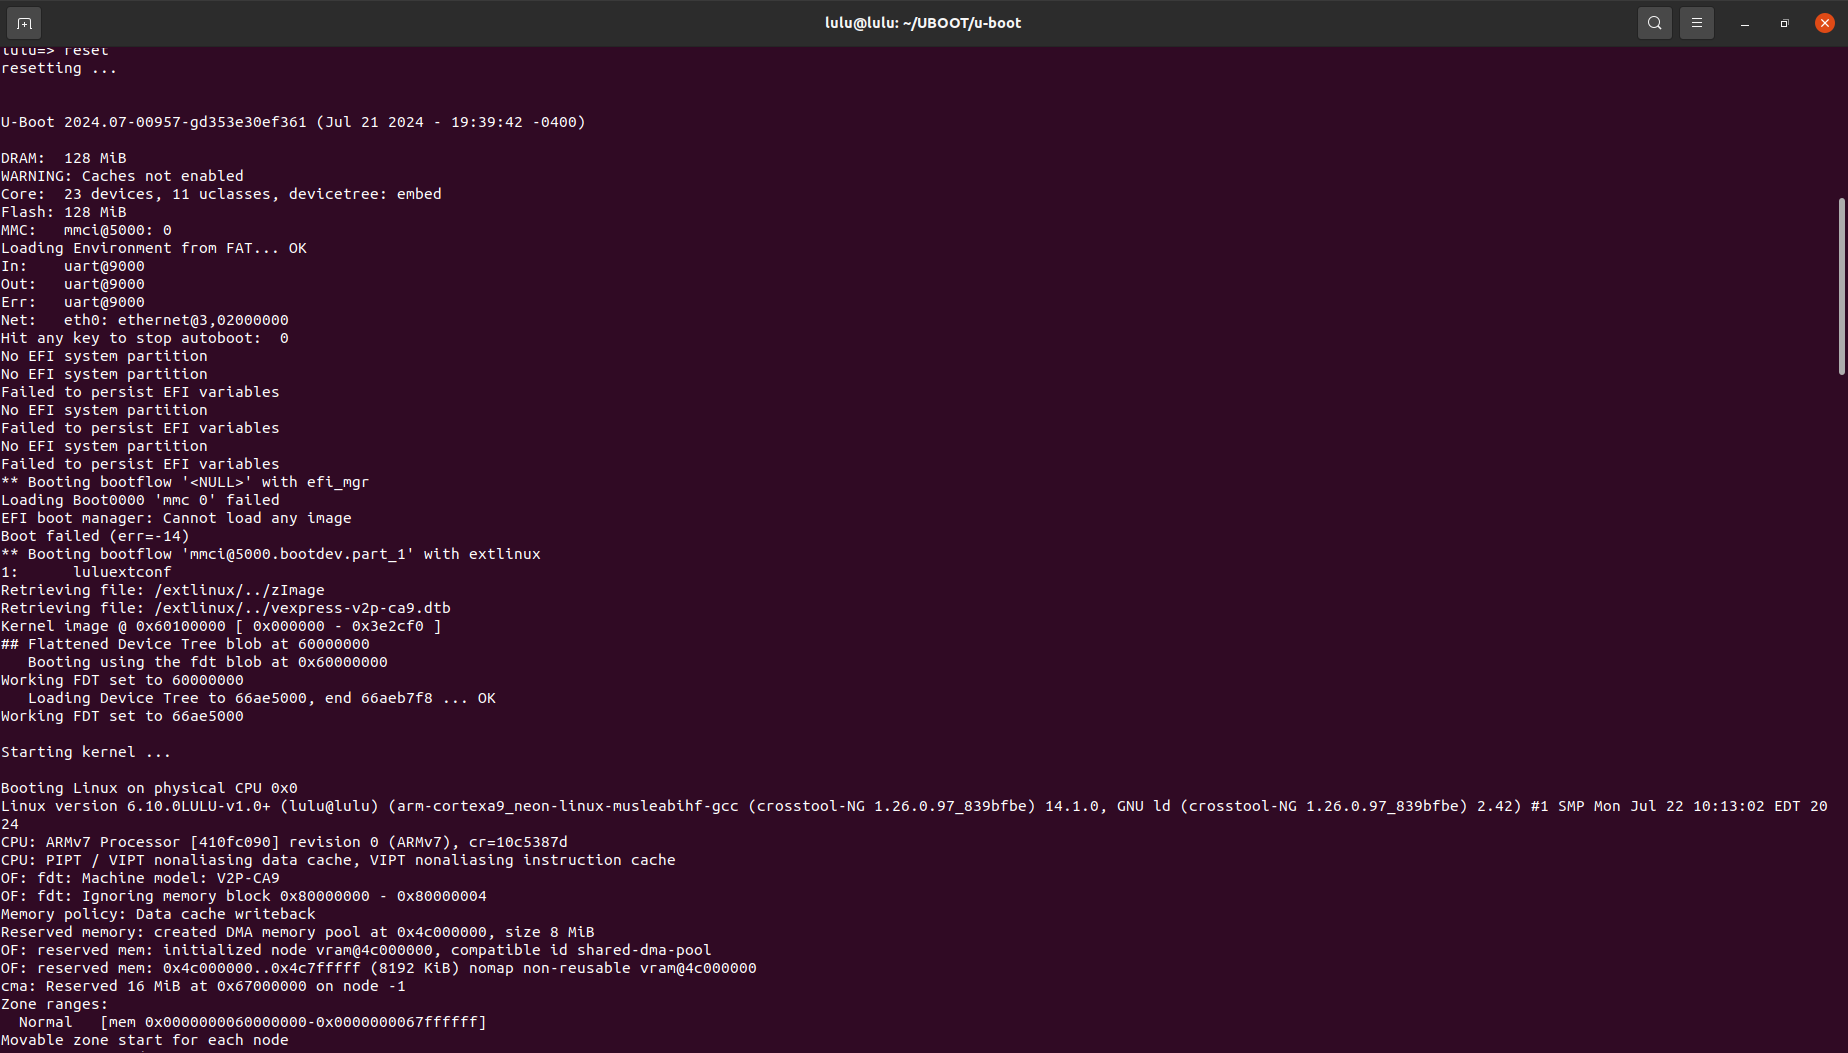 lulu@lulu: ~/UBOOT/u-boot
lulu=> reset
resetting ...
U-Boot 2024.07-00957-gd353e30ef361 (Jul 21 2024 - 19:39:42 -0400)
DRAM:  128 MiB
WARNING: Caches not enabled
Core:  23 devices, 11 uclasses, devicetree: embed
Flash: 128 MiB
MMC:   mmci@5000: 0
Loading Environment from FAT... OK
In:    uart@9000
Out:   uart@9000
Err:   uart@9000
Net:   eth0: ethernet@3,02000000
Hit any key to stop autoboot:  0
No EFI system partition
No EFI system partition
Failed to persist EFI variables
No EFI system partition
Failed to persist EFI variables
No EFI system partition
Failed to persist EFI variables
** Booting bootflow '<NULL>' with efi_mgr
Loading Boot0000 'mmc 0' failed
EFI boot manager: Cannot load any image
Boot failed (err=-14)
** Booting bootflow 'mmci@5000.bootdev.part_1' with extlinux
1:      luluextconf
Retrieving file: /extlinux/../zImage
Retrieving file: /extlinux/../vexpress-v2p-ca9.dtb
Kernel image @ 0x60100000 [ 0x000000 - 0x3e2cf0 ]
## Flattened Device Tree blob at 60000000
   Booting using the fdt blob at 0x60000000
Working FDT set to 60000000
   Loading Device Tree to 66ae5000, end 66aeb7f8 ... OK
Working FDT set to 66ae5000
Starting kernel ...
Booting Linux on physical CPU 0x0
Linux version 6.10.0LULU-v1.0+ (lulu@lulu) (arm-cortexa9_neon-linux-musleabihf-gcc (crosstool-NG 1.26.0.97_839bfbe) 14.1.0, GNU ld (crosstool-NG 1.26.0.97_839bfbe) 2.42) #1 SMP Mon Jul 22 10:13:02 EDT 20
24
CPU: ARMv7 Processor [410fc090] revision 0 (ARMv7), cr=10c5387d
CPU: PIPT / VIPT nonaliasing data cache, VIPT nonaliasing instruction cache
OF: fdt: Machine model: V2P-CA9
OF: fdt: Ignoring memory block 0x80000000 - 0x80000004
Memory policy: Data cache writeback
Reserved memory: created DMA memory pool at 0x4c000000, size 8 MiB
OF: reserved mem: initialized node vram@4c000000, compatible id shared-dma-pool
OF: reserved mem: 0x4c000000..0x4c7fffff (8192 KiB) nomap non-reusable vram@4c000000
cma: Reserved 16 MiB at 0x67000000 on node -1
Zone ranges:
  Normal   [mem 0x0000000060000000-0x0000000067ffffff]
Movable zone start for each node